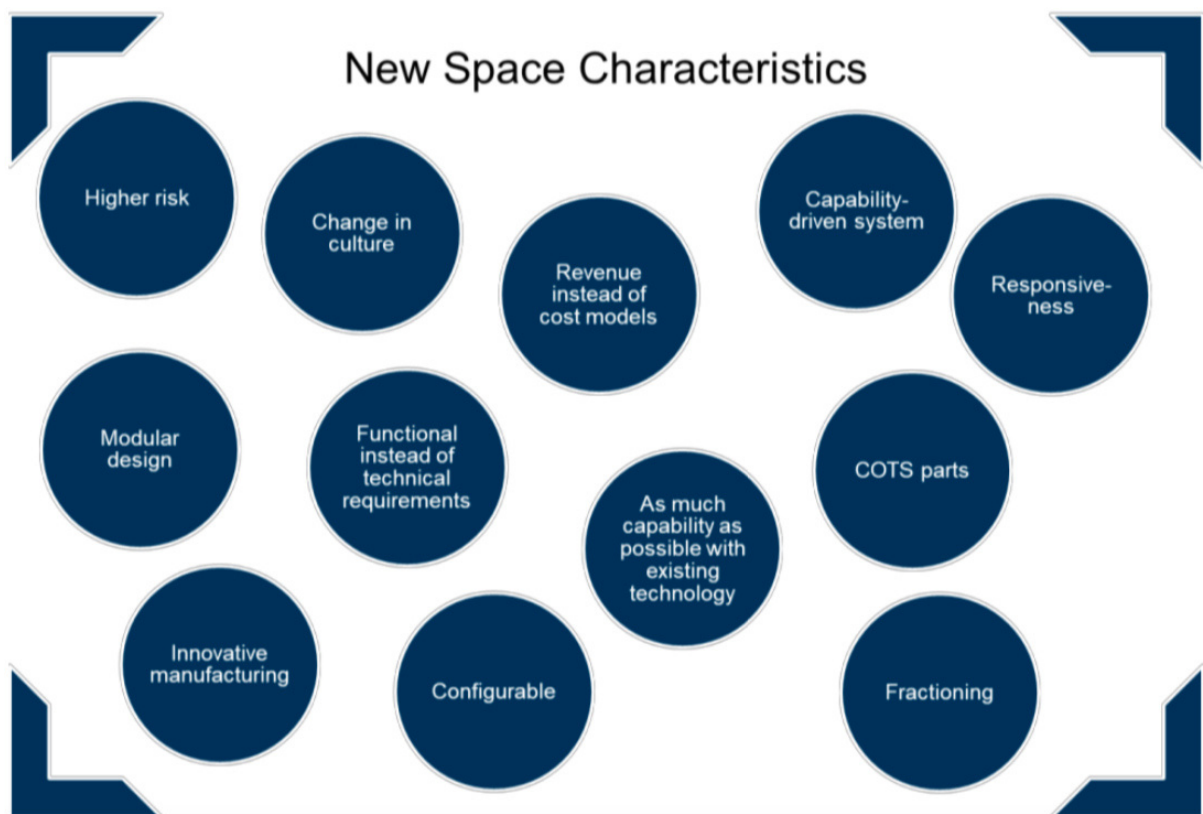 New Space Characteristics
Higher risk
Change in
culture
Revenue
instead of
cost models
Capability-
driven system
Responsive-
ness
Modular
design
Functional
instead of
technical
requirements
As much
capability as
possible with
existing
technology
COTS parts
Innovative
manufacturing
Configurable
Fractioning